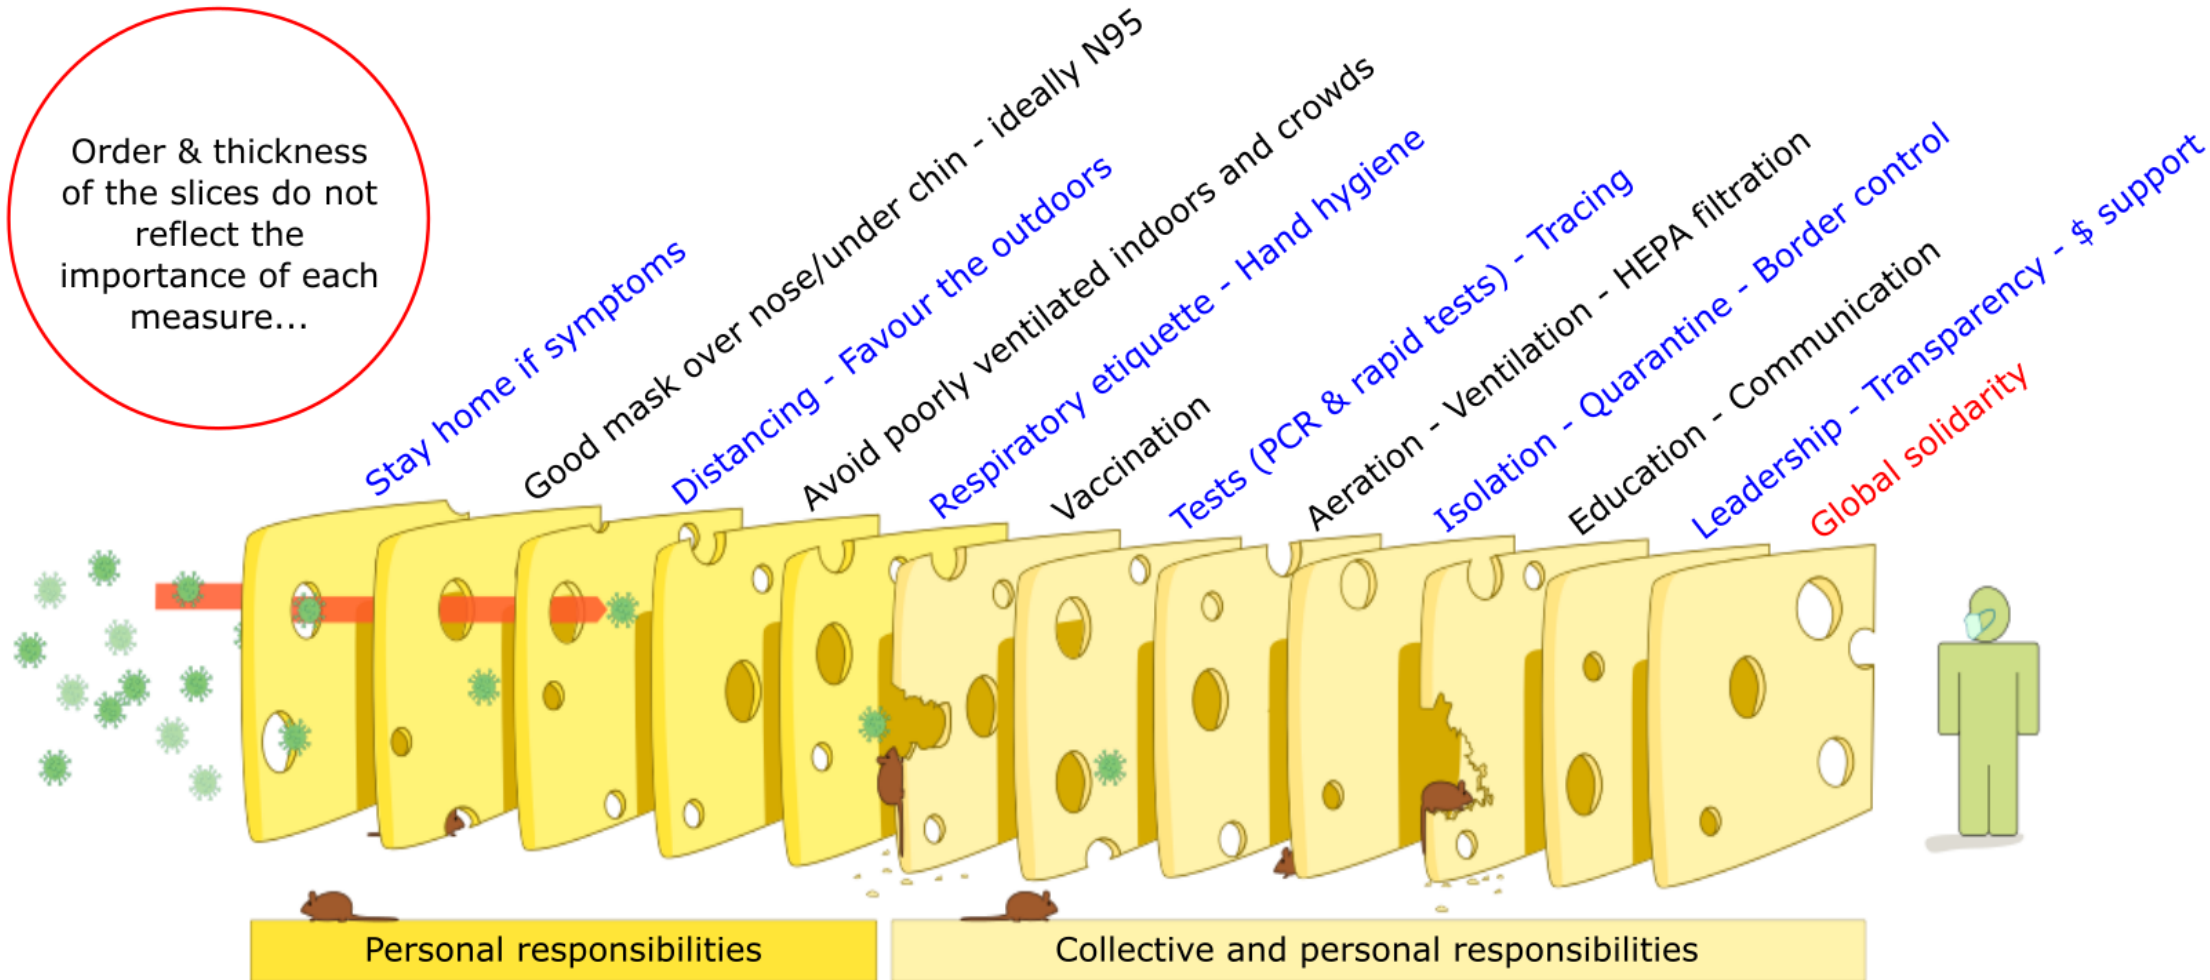 Order & thickness
of the slices do not
reflect the
importance of each
measure...
Stay home if symptoms
Good mask over nose/under chin - ideally N95
Distancing - Favour the outdoors
Avoid poorly ventilated indoors and crowds
Respiratory etiquette - Hand hygiene
Vaccination
Tests (PCR & rapid tests) - Tracing
Aeration - Ventilation - HEPA filtration
Isolation - Quarantine - Border control
Education - Communication
Leadership - Transparency - $ support
Global solidarity
Personal responsibilities
Collective and personal responsibilities